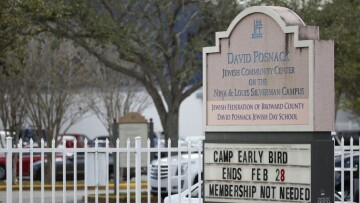 DAVID POSNACK
JEWISH COMMUNITY CENTER
ON THE
NINA & LOUIS SILVERMAN CAMPUS
JEWISH FEDERATION OF BROWARD COUNTY
DAVID POSNACK JEWISH DAY SCHOOL
CAMP EARLY BIRD
ENDS FEB 28
MEMBERSHIP NOT NEEDED